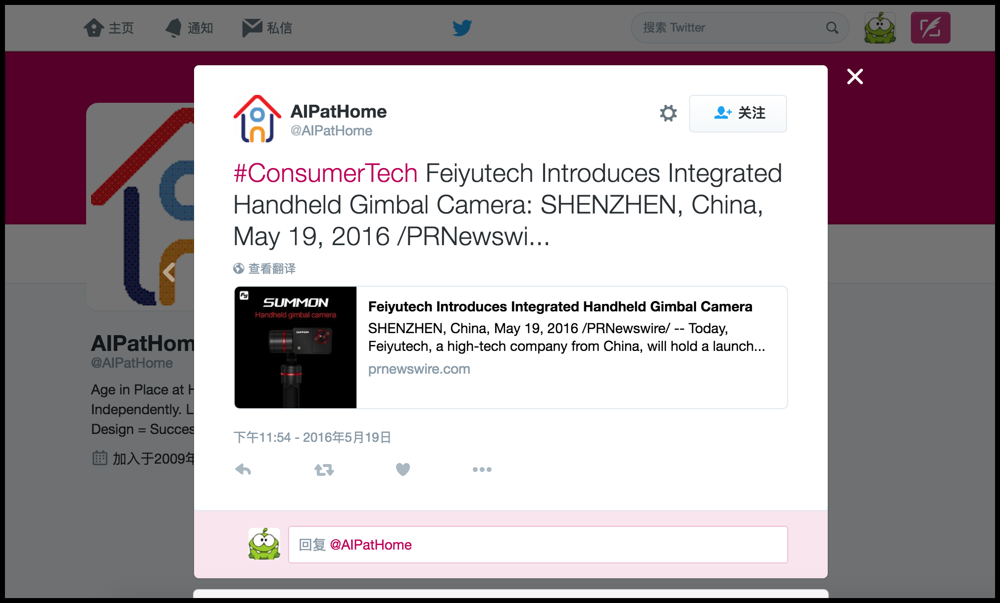 主页 通知 私信 搜索 Twitter
AIPatHome
@AIPatHome
关注
#ConsumerTech Feiyutech Introduces Integrated
Handheld Gimbal Camera: SHENZHEN, China,
May 19, 2016 /PRNewswi...
查看翻译
Fy
SUMMON
Handheld gimbal camera
SUMMON
Feiyutech Introduces Integrated Handheld Gimbal Camera
SHENZHEN, China, May 19, 2016 /PRNewswire/ -- Today,
Feiyutech, a high-tech company from China, will hold a launch...
prnewswire.com
下午11:54 - 2016年5月19日
回复 @AIPatHome
AIPatHom
@AIPatHome
Age in Place at H
Independently. L
Design = Succes
加入于2009年